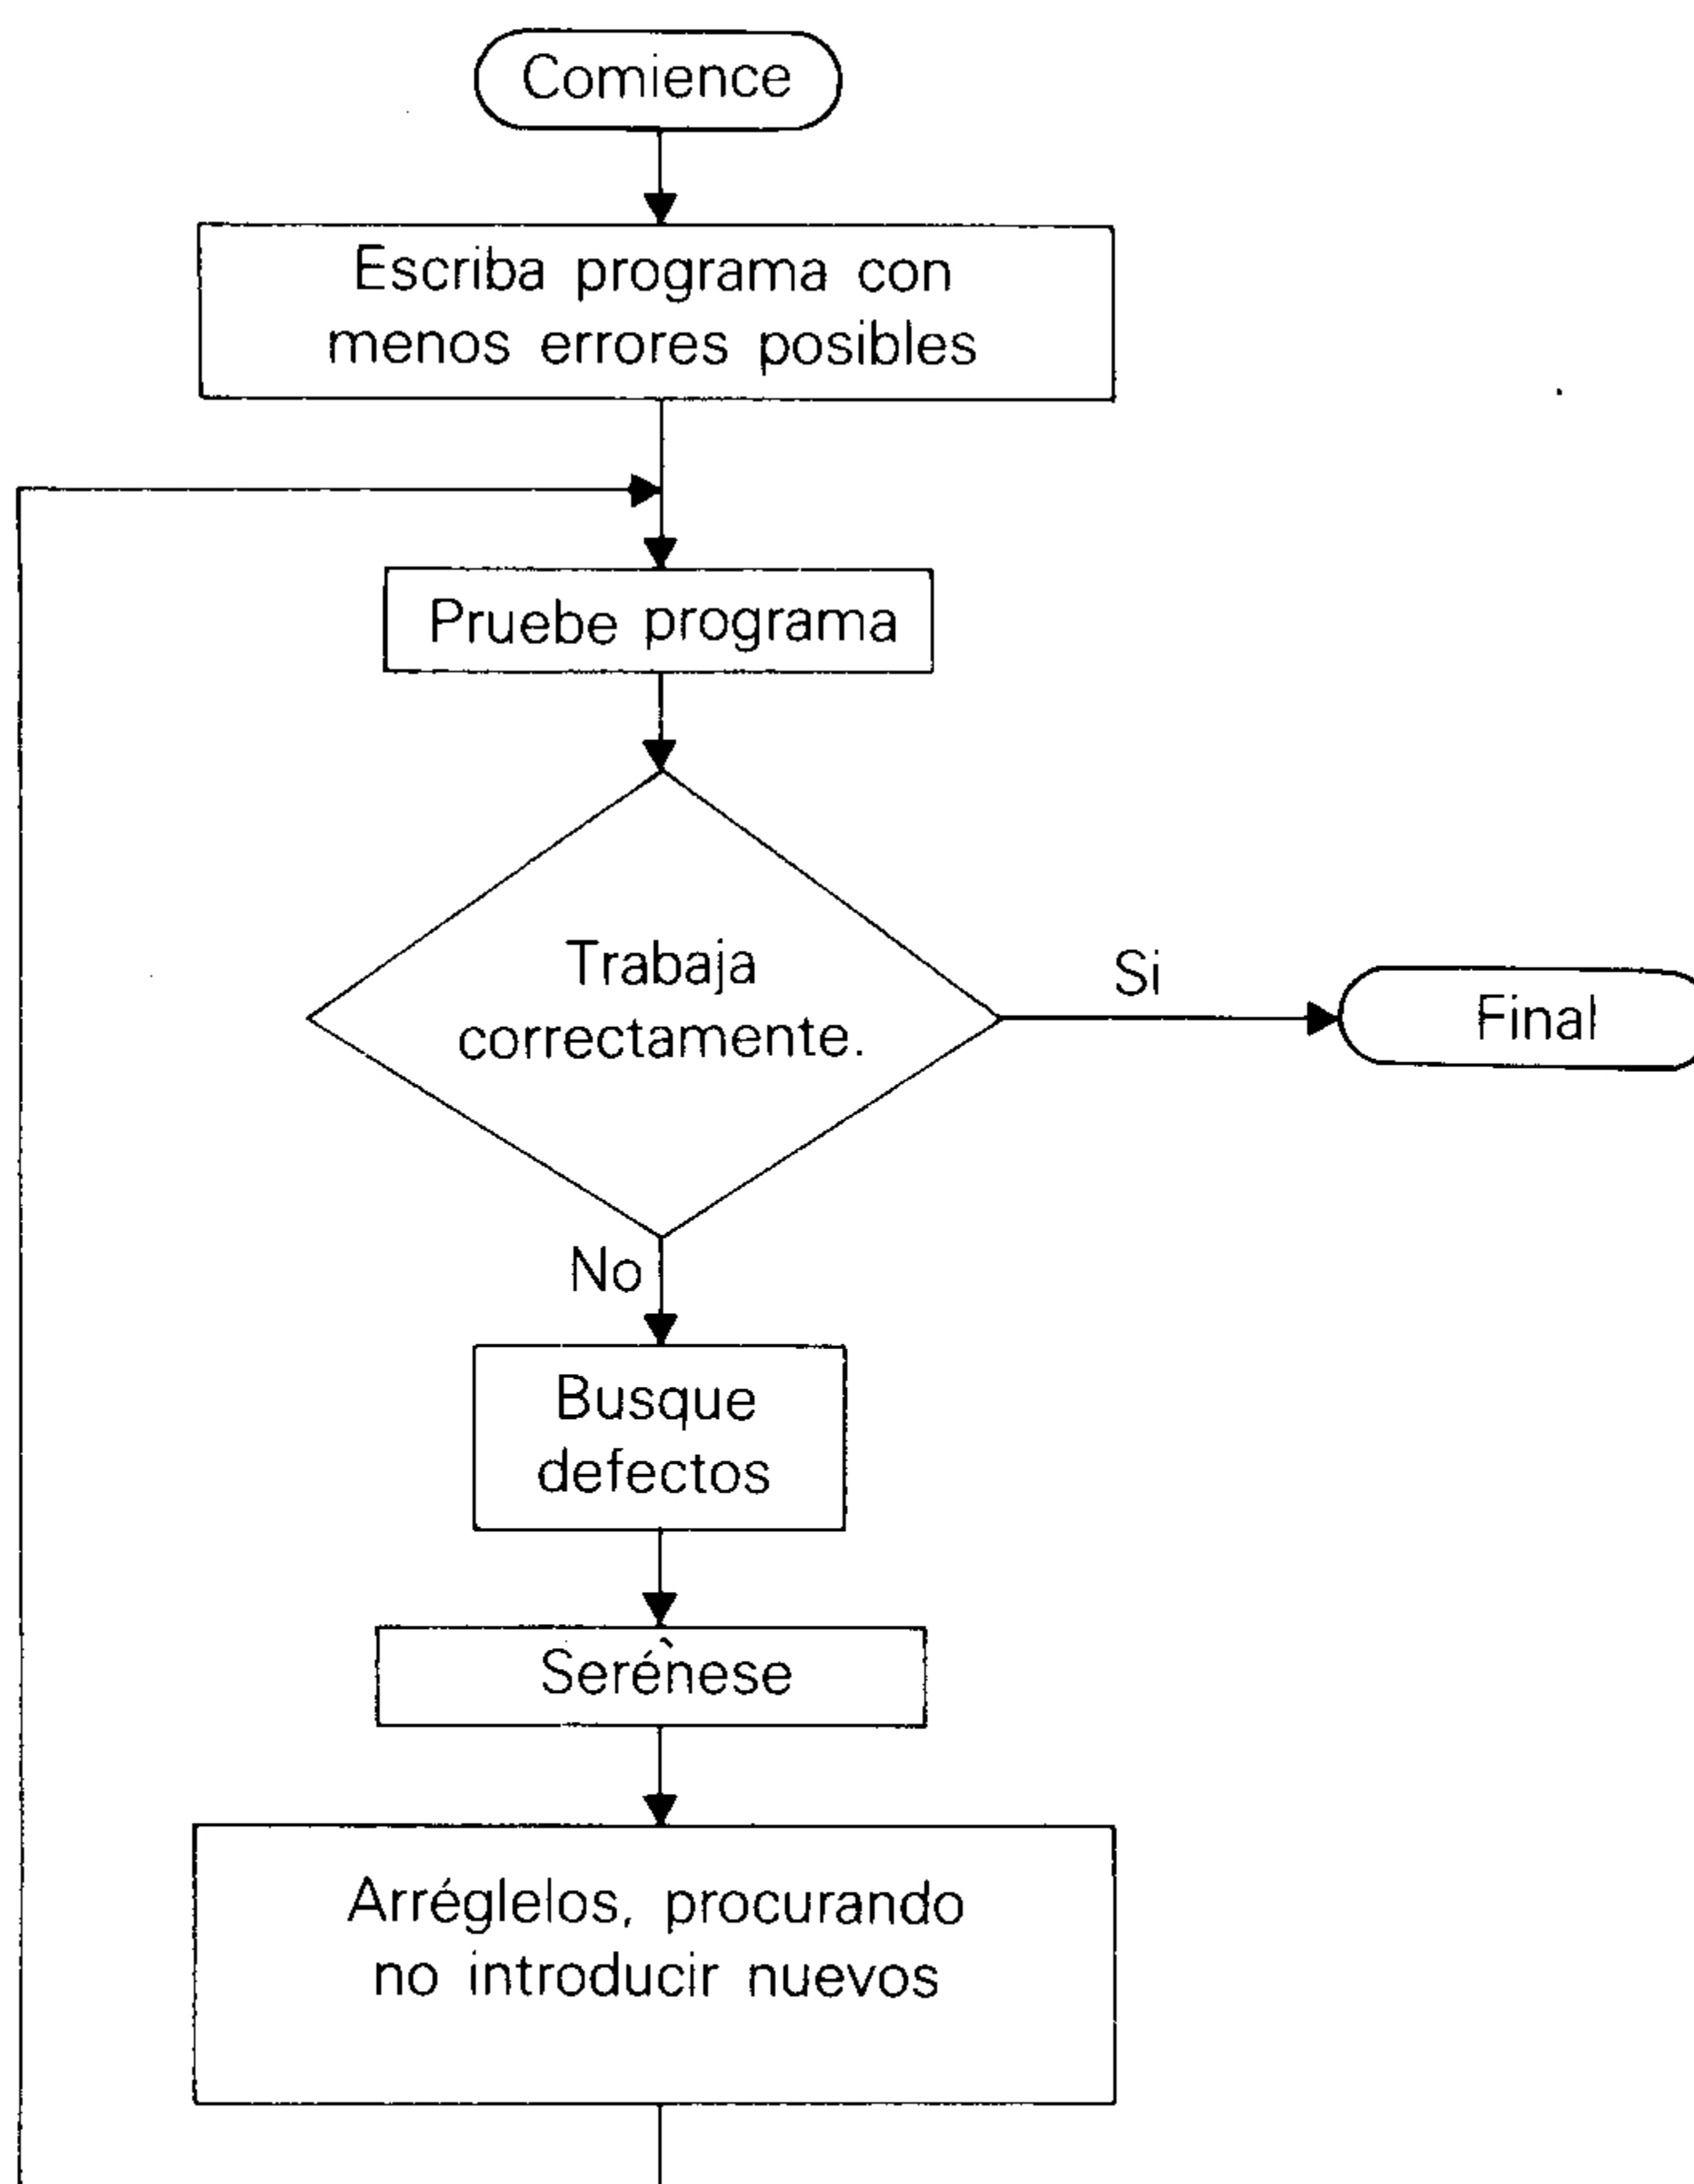 Comience
Escriba programa con
menos errores posibles
Pruebe programa
Trabaja
correctamente.
Si
Final
No
Busque
defectos
Serénese
Arréglelos, procurando
no introducir nuevos